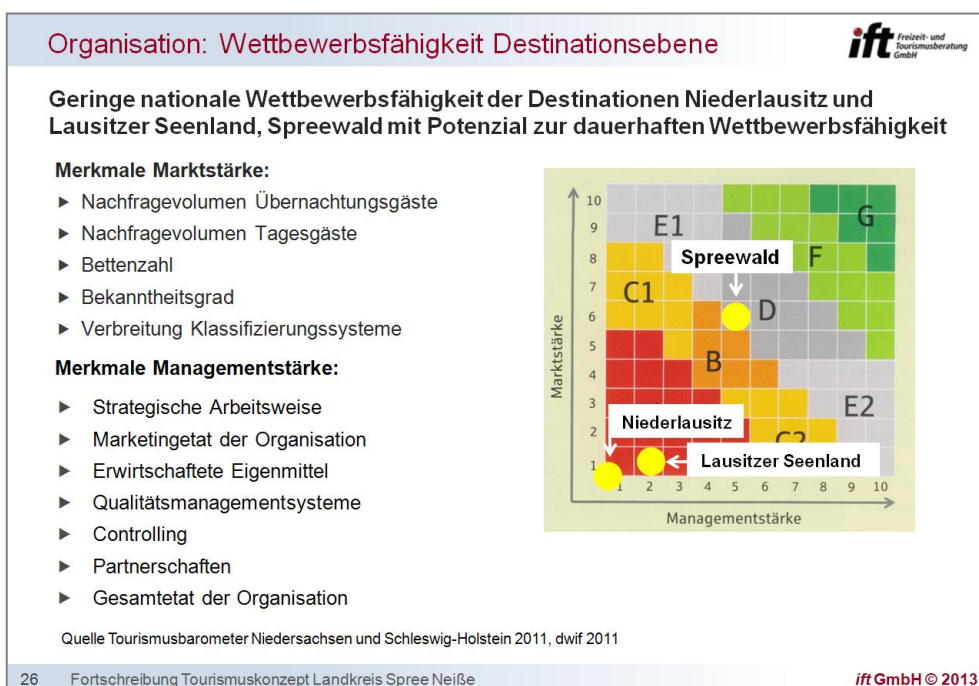 Organisation: Wettbewerbsfähigkeit Destinationsebene
ift Freizeit- und
Tourismusberatung
GmbH
Geringe nationale Wettbewerbsfähigkeit der Destinationen Niederlausitz und
Lausitzer Seenland, Spreewald mit Potenzial zur dauerhaften Wettbewerbsfähigkeit
Merkmale Marktstärke:
► Nachfragevolumen Übernachtungsgäste
► Nachfragevolumen Tagesgäste
► Bettenzahl
► Bekanntheitsgrad
► Verbreitung Klassifizierungssysteme
Merkmale Managementstärke:
► Strategische Arbeitsweise
► Marketingetat der Organisation
► Erwirtschaftete Eigenmittel
► Qualitätsmanagementsysteme
► Controlling
► Partnerschaften
► Gesamtetat der Organisation
Marktstärke
10
9
8
7
6
5
4
3
2
1
E1
G
Spreewald
F
C1
D
B
E2
Niederlausitz
C2
Lausitzer Seenland
1 2 3 4 5 6 7 8 9 10
Managementstärke
Quelle Tourismusbarometer Niedersachsen und Schleswig-Holstein 2011, dwif 2011
26 Fortschreibung Tourismuskonzept Landkreis Spree Neiße
ift GmbH © 2013